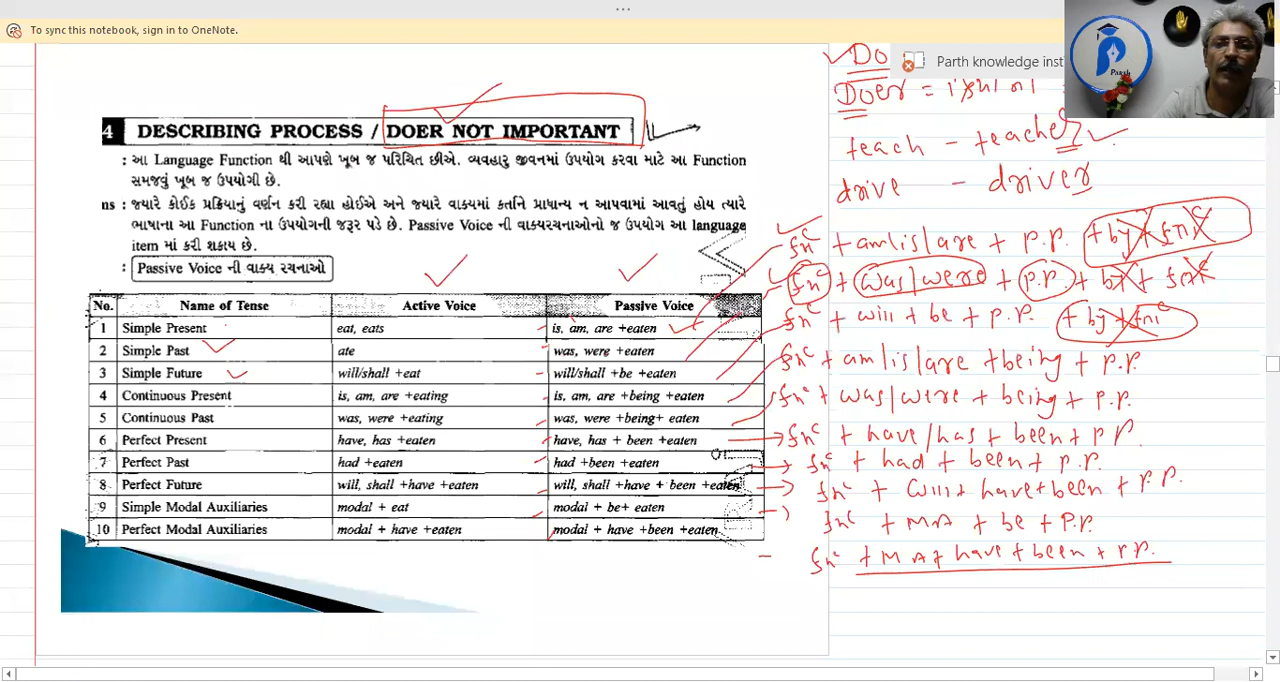 ...
To sync this notebook, sign in to OneNote.
Parth knowledge inst
Parth
4 DESCRIBING PROCESS / DOER NOT IMPORTANT
: આ Language Function થી આપણે ખૂબ જ પરિચિત છીએ. વ્યવહારુ જીવનમાં ઉપયોગ કરવા માટે આ Function
સમજવું ખૂબ જ ઉપયોગી છે.
ns : જ્યારે કોઈક પ્રક્રિયાનું વર્ણન કરી રહ્યા હોઈએ અને જ્યારે વાક્યમાં કર્તાને પ્રાધાન્ય ન આપવામાં આવતું હોય ત્યારે
ભાષાના આ Function ના ઉપયોગની જરૂર પડે છે. Passive Voice ની વાક્યરચનાઓનો જ ઉપયોગ આ language
item માં કરી શકાય છે.
: Passive Voice ની વાક્ય રચનાઓ
No. Name of Tense Active Voice Passive Voice
1 Simple Present eat, eats is, am, are +eaten
2 Simple Past ate was, were +eaten
3 Simple Future will/shall +eat will/shall +be +eaten
4 Continuous Present is, am, are +eating is, am, are +being +eaten
5 Continuous Past was, were +eating was, were +being+ eaten
6 Perfect Present have, has +eaten have, has + been +eaten
7 Perfect Past had +eaten had +been +eaten
8 Perfect Future will, shall +have +eaten will, shall +have + been +eaten
9 Simple Modal Auxiliaries modal + eat modal + be+ eaten
10 Perfect Modal Auxiliaries modal + have +eaten modal + have +been +eaten
Do
Doer =
teach - teacher
drive - driver
+ am/is/are + p.p. + by +
+ was/were + p.p. + by +
+ will + be + p.p. + by +
+ am/is/are + being + p.p.
+ was/were + being + p.p.
+ have/has + been + p.p.
+ had + been + p.p.
+ will + have + been + p.p.
+ MA + be + p.p.
+ MA + have + been + p.p.